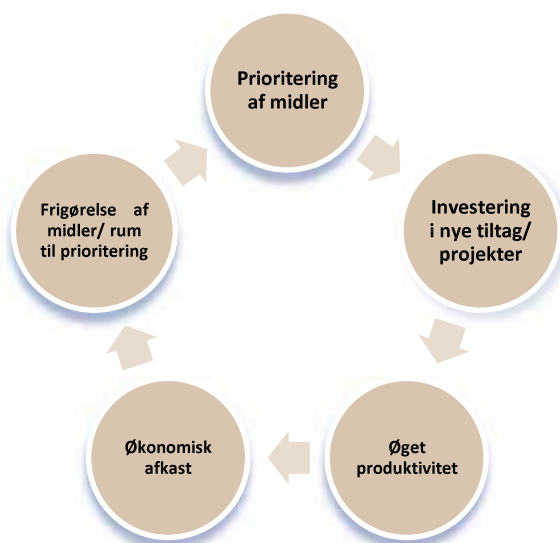 Prioritering
af midler
Investering
i nye tiltag/
projekter
Øget
produktivitet
Økonomisk
afkast
Frigørelse af
midler/ rum
til prioritering